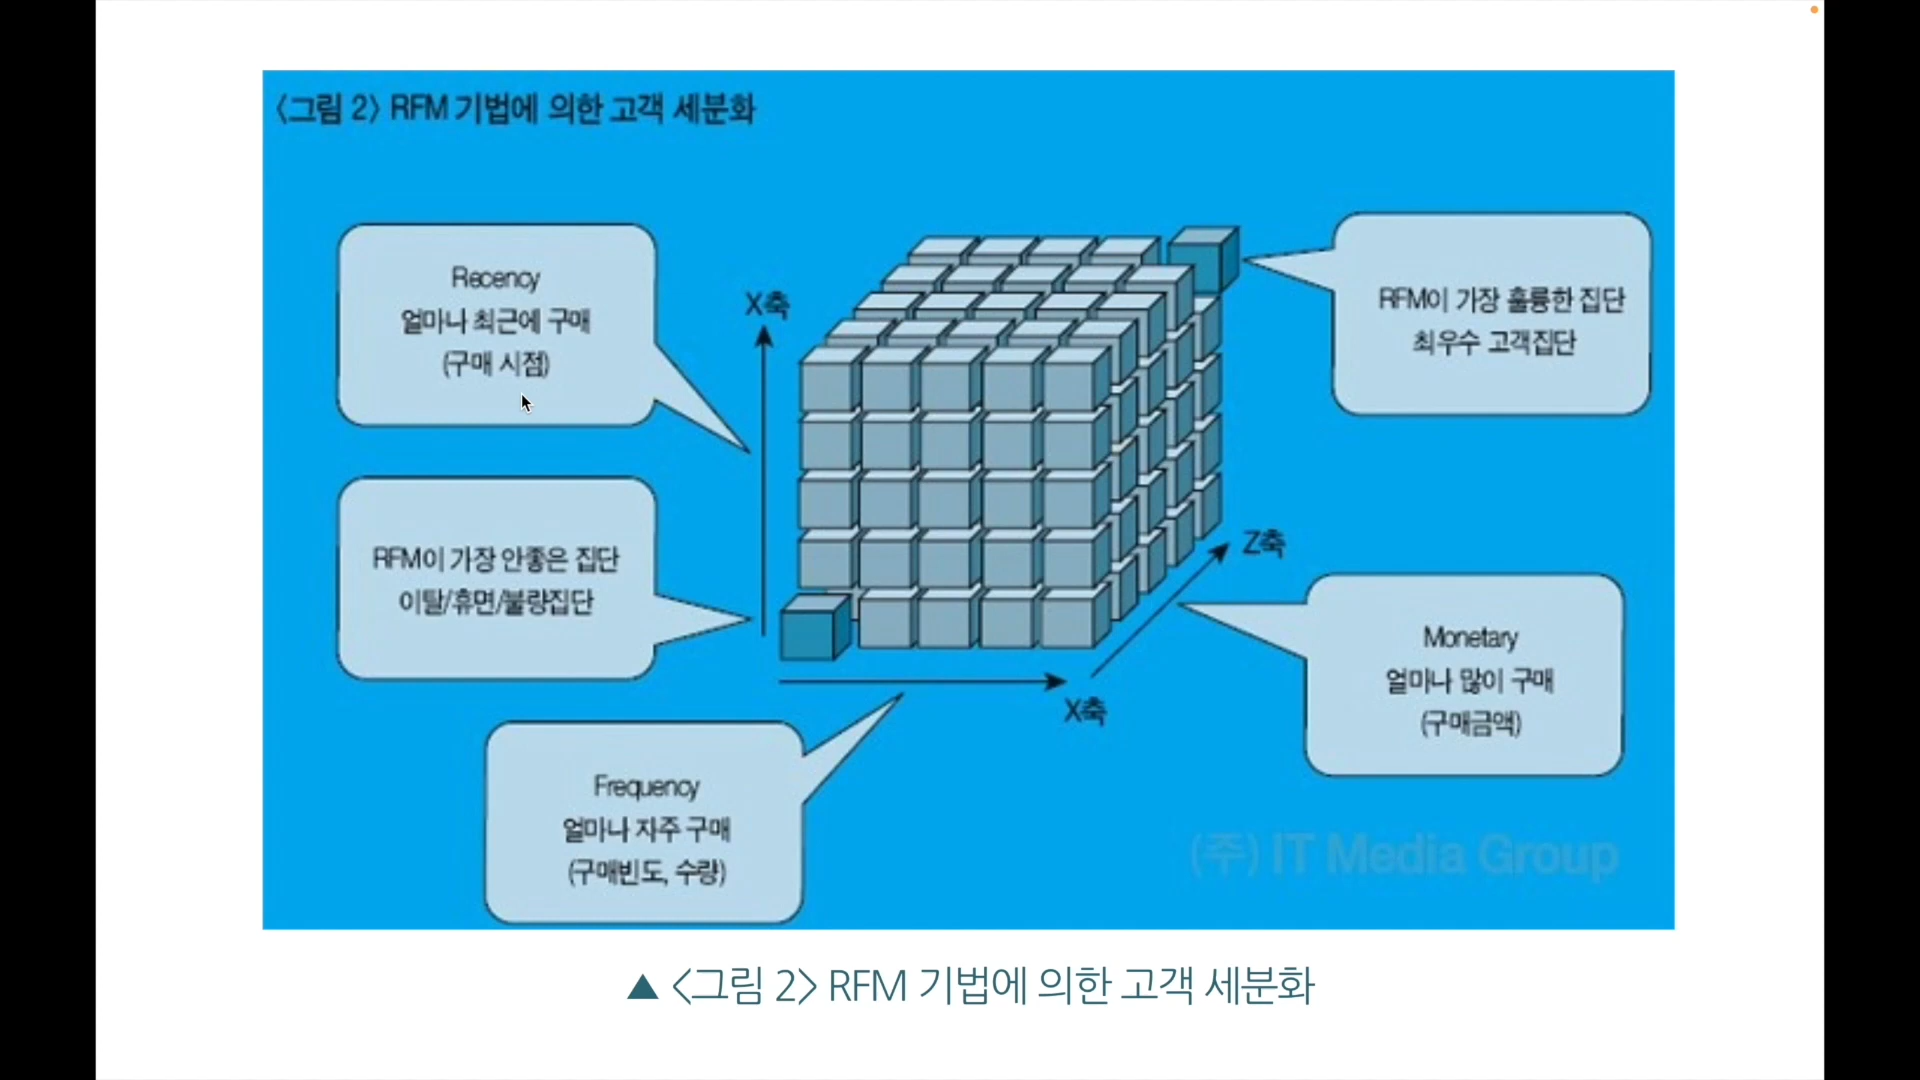 <그림 2> RFM 기법에 의한 고객 세분화
Recency
얼마나 최근에 구매
(구매 시점)
X축
RFM이 가장 훌륭한 집단
최우수 고객집단
RFM이 가장 안좋은 집단
이탈/휴면/불량집단
Z축
X축
Monetary
얼마나 많이 구매
(구매금액)
Frequency
얼마나 자주 구매
(구매빈도, 수량)
(주) IT Media Group
▲ <그림 2> RFM 기법에 의한 고객 세분화